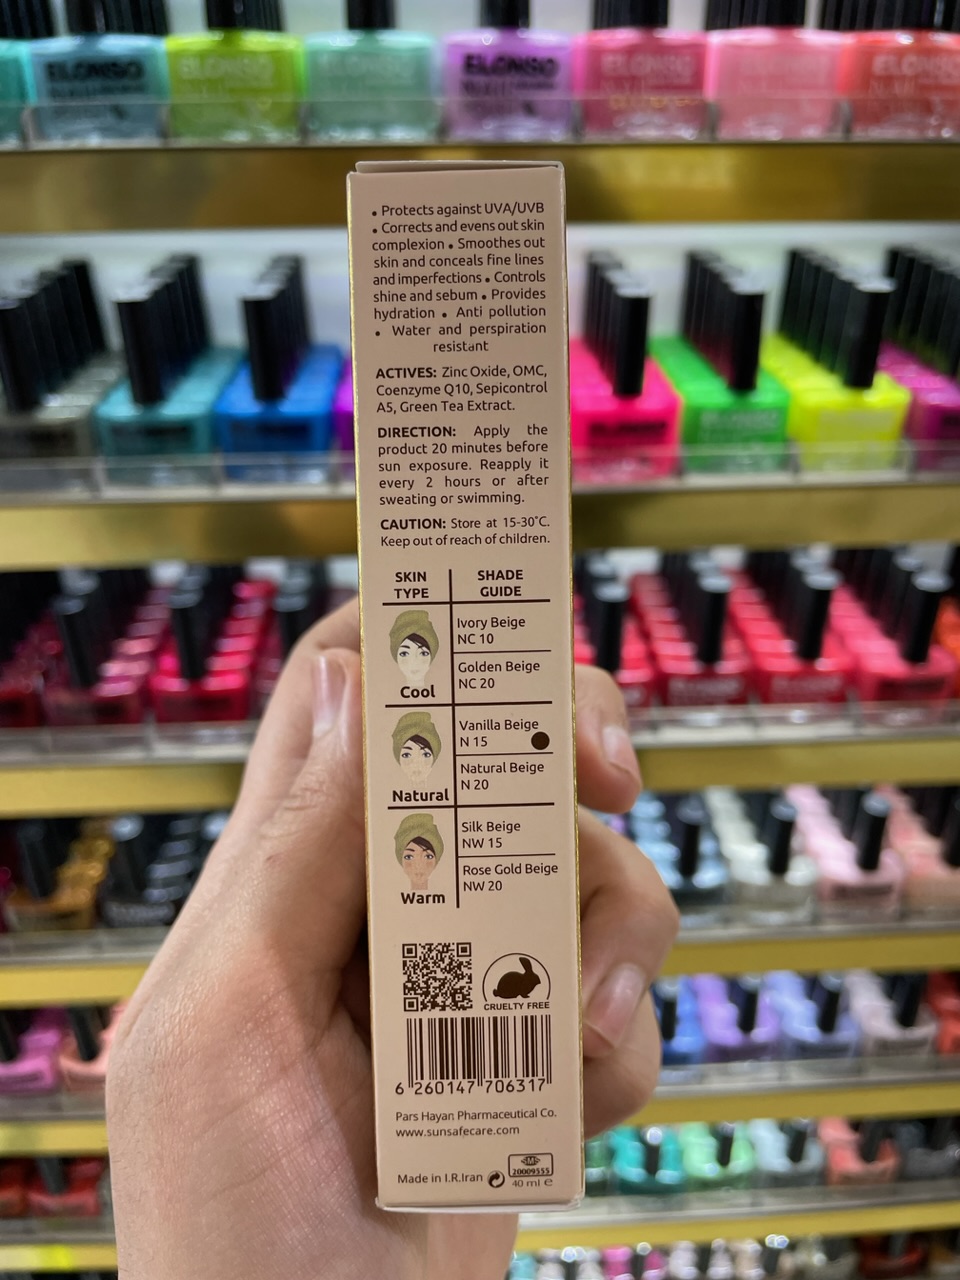 ELONSO
ELONSO
ELONSO
ELONSO
ELONSO
• Protects against UVA/UVB
• Corrects and evens out skin
complexion • Smoothes out
skin and conceals fine lines
and imperfections • Controls
shine and sebum • Provides
hydration • Anti pollution
• Water and perspiration
resistant
ACTIVES: Zinc Oxide, OMC,
Coenzyme Q10, Sepicontrol
A5, Green Tea Extract.
DIRECTION: Apply the
product 20 minutes before
sun exposure. Reapply it
every 2 hours or after
sweating or swimming.
CAUTION: Store at 15-30°C.
Keep out of reach of children.
SKIN TYPE
SHADE GUIDE
Cool
Ivory Beige
NC 10
Golden Beige
NC 20
Natural
Vanilla Beige
N 15
Natural Beige
N 20
Warm
Silk Beige
NW 15
Rose Gold Beige
NW 20
CRUELTY FREE
6 260147 706317
Pars Hayan Pharmaceutical Co.
www.sunsafecare.com
Made in I.R.Iran
20009555
40 ml e